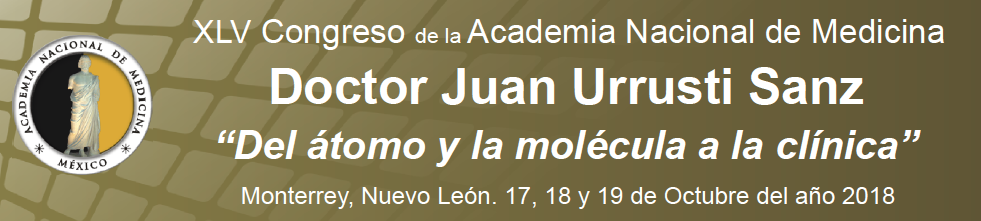 XLV Congreso de la Academia Nacional de Medicina
Doctor Juan Urrusti Sanz
“Del átomo y la molécula a la clínica”
Monterrey, Nuevo León. 17, 18 y 19 de Octubre del año 2018
ACADEMIA NACIONAL DE MEDICINA
MÉXICO